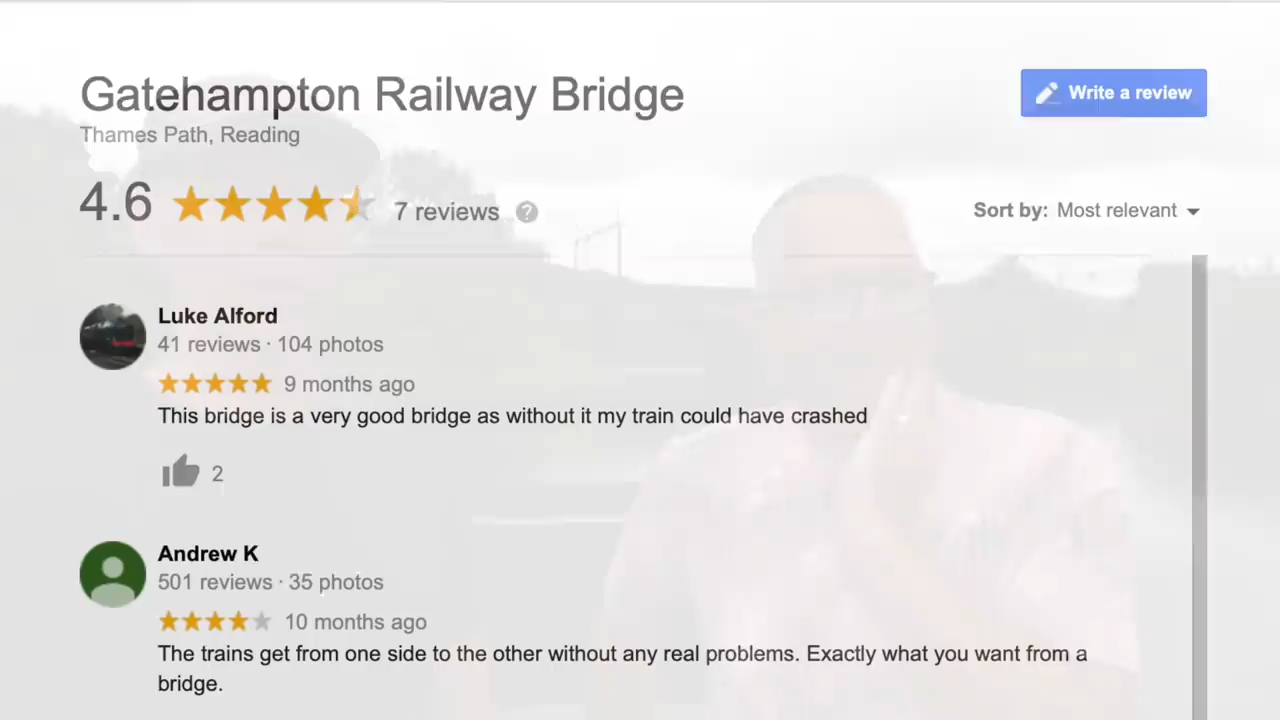 Gatehampton Railway Bridge
Write a review
Thames Path, Reading
4.6
7 reviews
?
Sort by: Most relevant
Luke Alford
41 reviews · 104 photos
9 months ago
This bridge is a very good bridge as without it my train could have crashed
2
Andrew K
501 reviews · 35 photos
10 months ago
The trains get from one side to the other without any real problems. Exactly what you want from a
bridge.